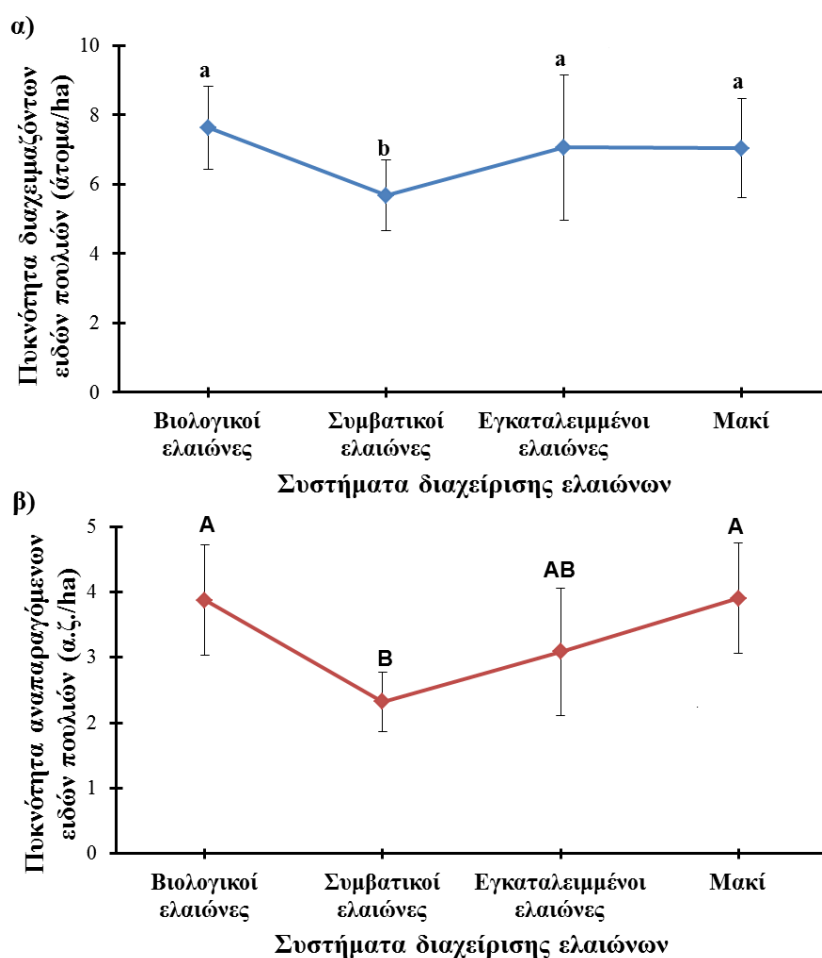 α)
Πυκνότητα διαχειμαζόντων
ειδών πουλιών (άτομα/ha)
10
8
6
4
2
0
a
b
a
a
Βιολογικοί
ελαιώνες
Συμβατικοί
ελαιώνες
Εγκαταλειμμένοι
ελαιώνες
Μακί
Συστήματα διαχείρισης ελαιώνων
β)
Πυκνότητα αναπαραγόμενων
ειδών πουλιών (α.ζ./ha)
5
4
3
2
1
0
A
B
AB
A
Βιολογικοί
ελαιώνες
Συμβατικοί
ελαιώνες
Εγκαταλειμμένοι
ελαιώνες
Μακί
Συστήματα διαχείρισης ελαιώνων